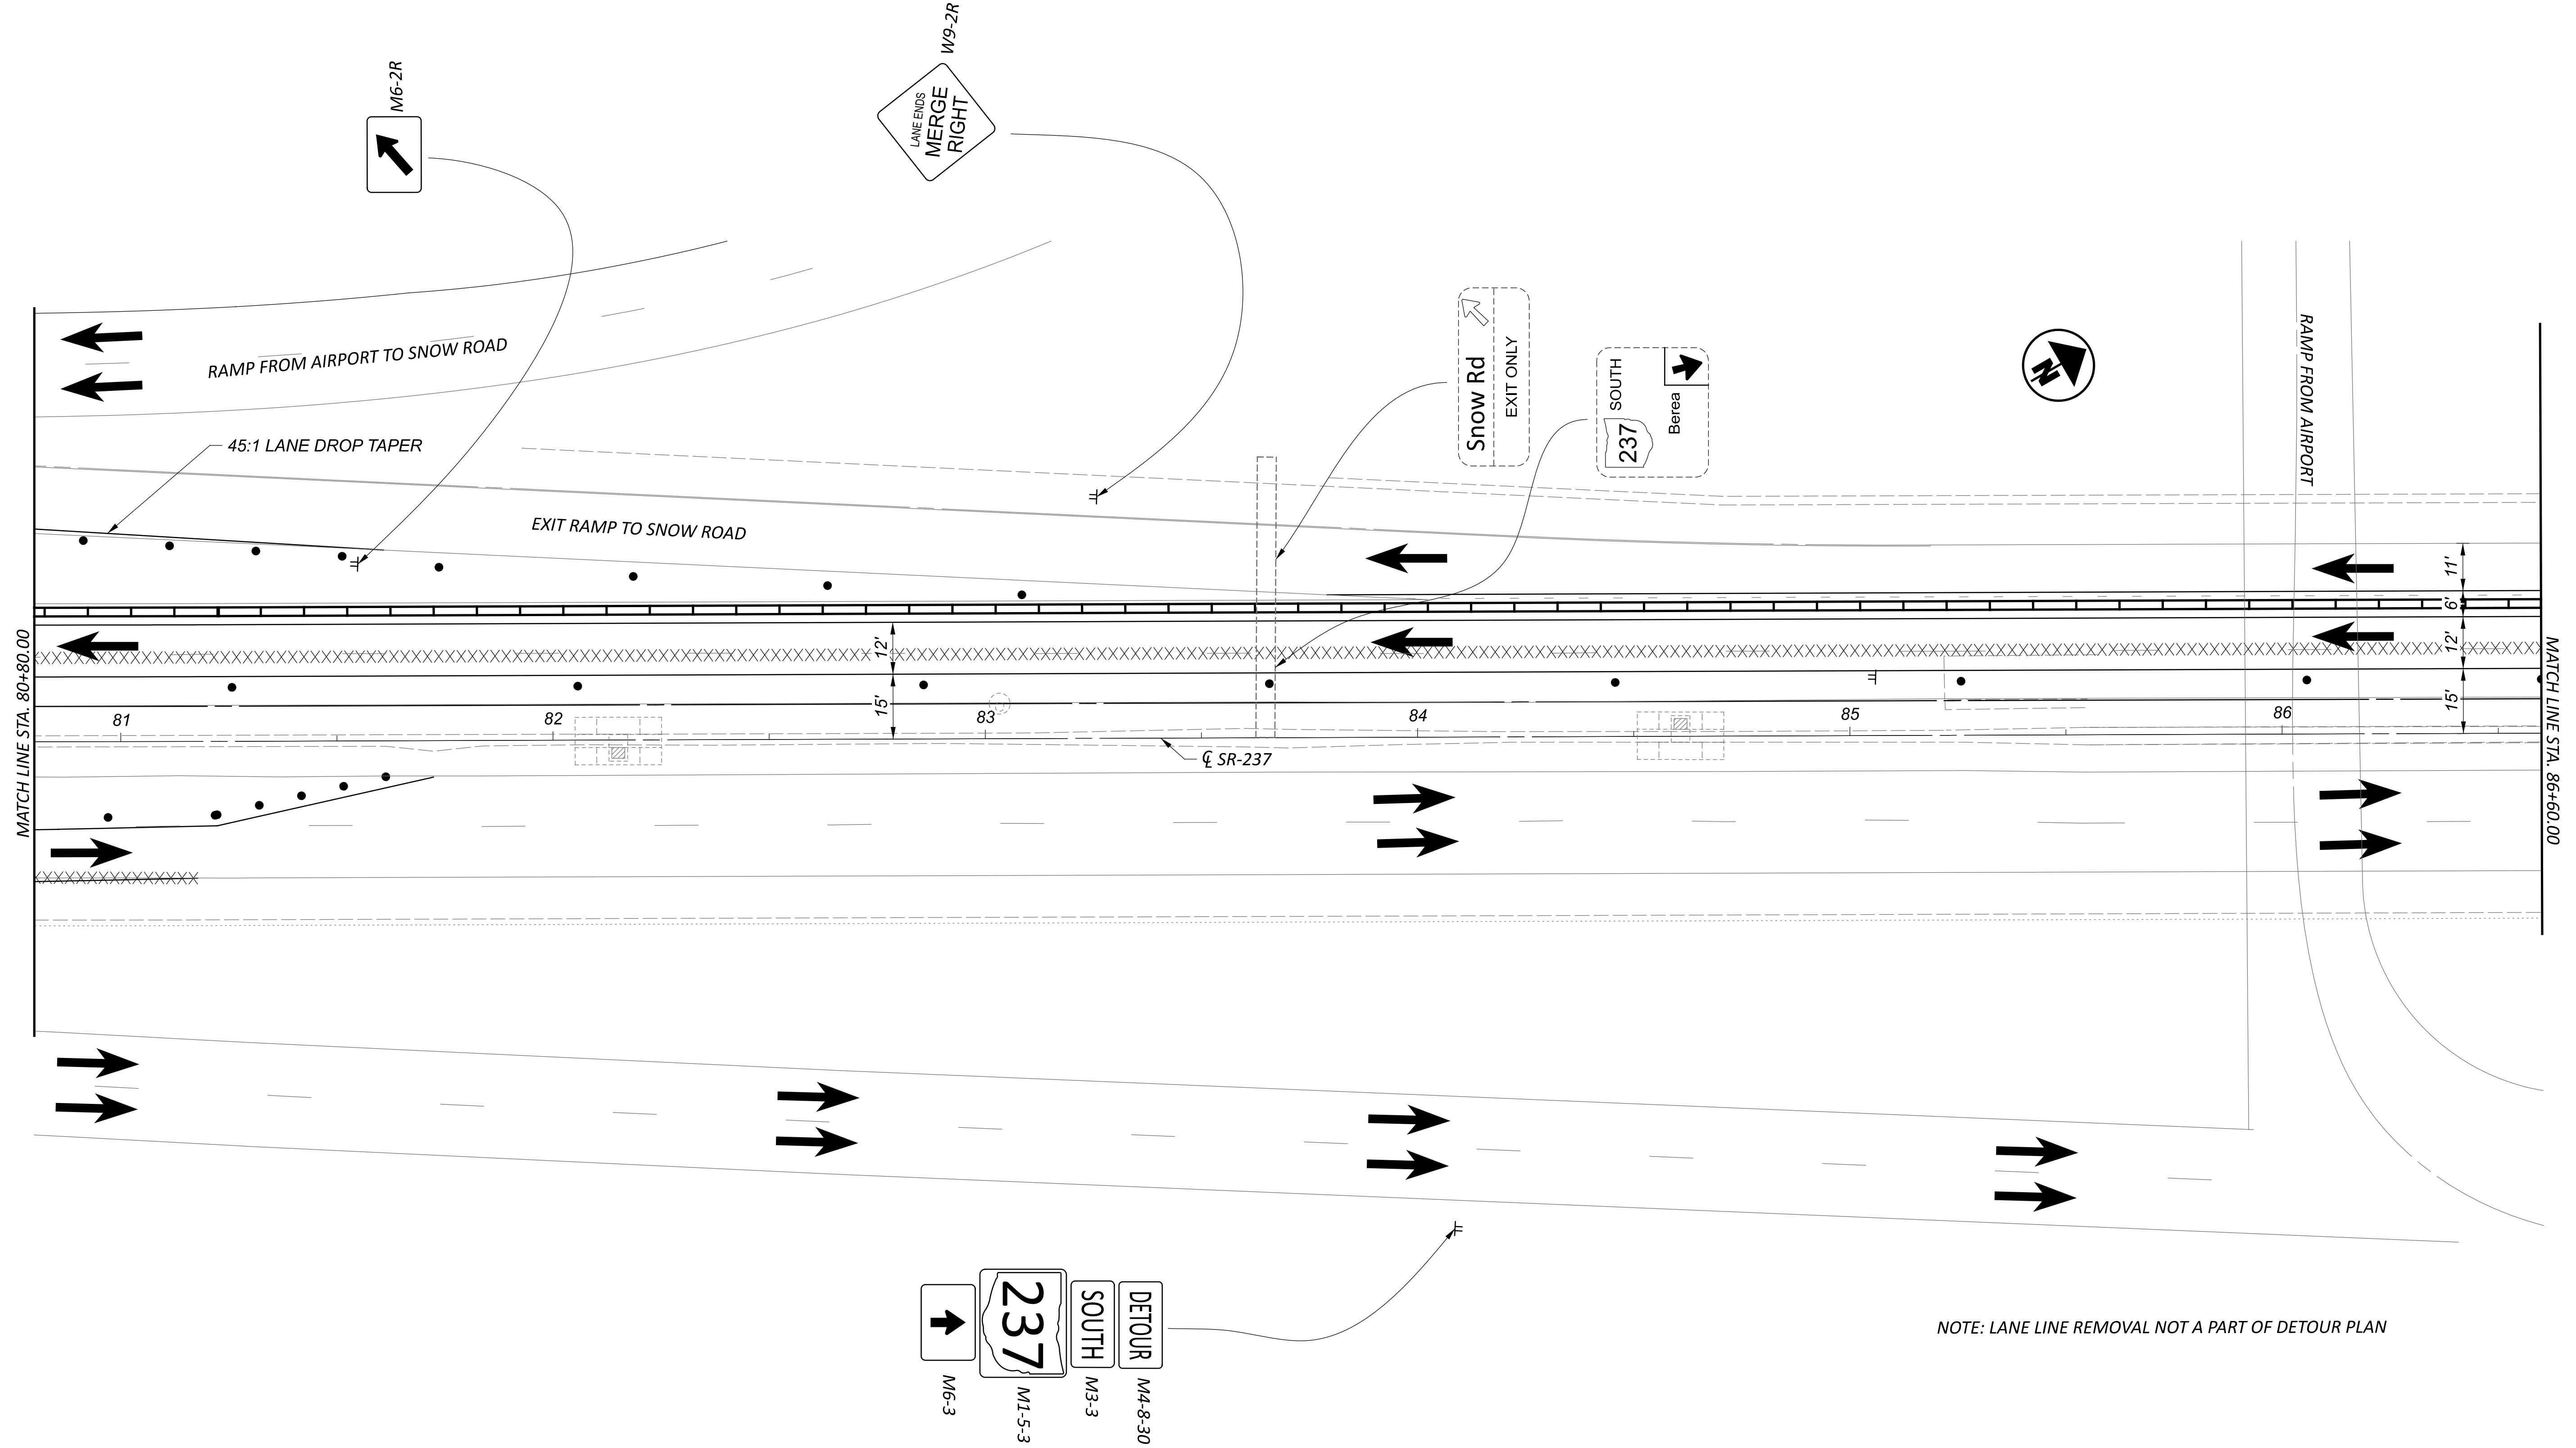 M6-2R
W9-2R
LANE ENDS
MERGE
RIGHT
RAMP FROM AIRPORT TO SNOW ROAD
45:1 LANE DROP TAPER
EXIT RAMP TO SNOW ROAD
Snow Rd
EXIT ONLY
SOUTH
237
Berea
N
RAMP FROM AIRPORT
11'
6'
12'
15'
12'
15'
MATCH LINE STA. 80+80.00
MATCH LINE STA. 86+60.00
81
82
83
84
85
86
℄ SR-237
DETOUR
SOUTH
237
M6-3
M1-5-3
M3-3
M4-8-30
NOTE: LANE LINE REMOVAL NOT A PART OF DETOUR PLAN